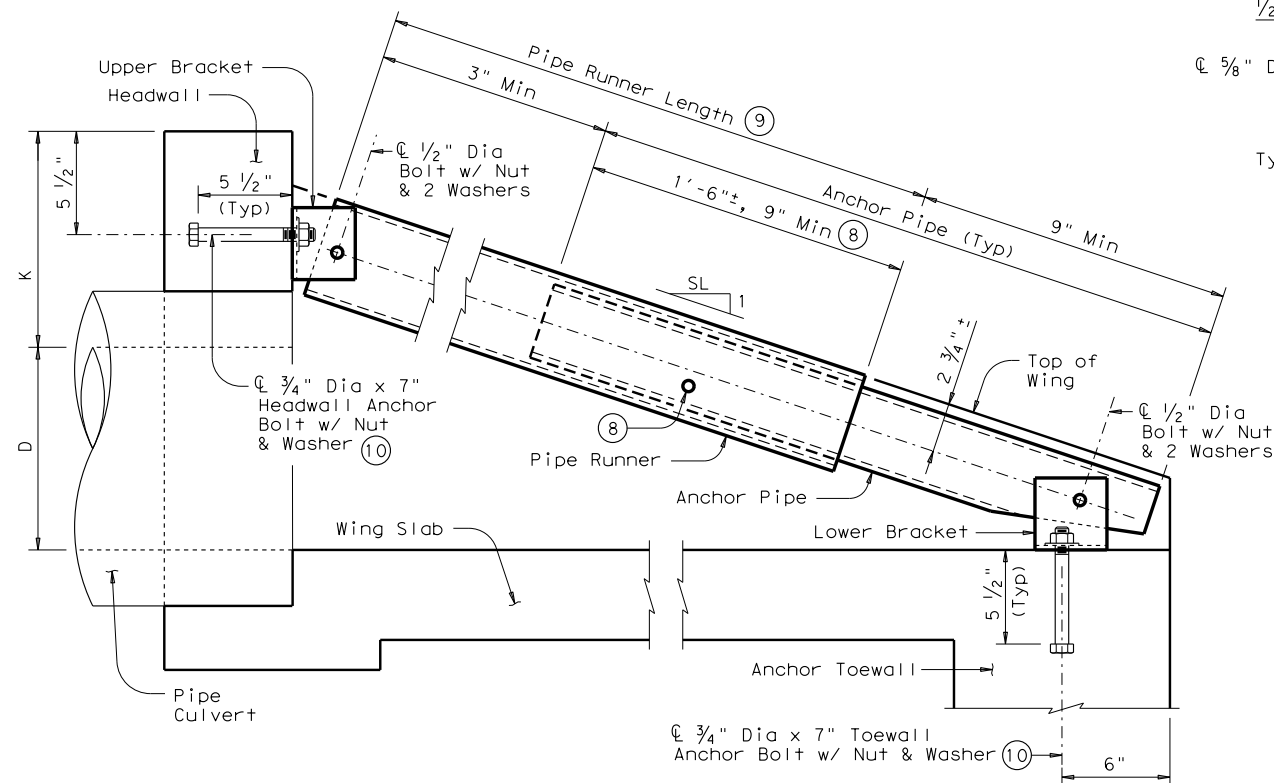 1/2
℄ 5/8" D
Ty
Upper Bracket
Headwall
Pipe Runner Length 9
3" Min
℄ 1/2" Dia
Bolt w/ Nut
& 2 Washers
5 1/2"
5 1/2"
(Typ)
1'-6"±, 9" Min 8
Anchor Pipe (Typ)
9" Min
K
SL
1
2 3/4" ±
Top of
Wing
℄ 3/4" Dia x 7"
Headwall Anchor
Bolt w/ Nut
& Washer 10
8
Pipe Runner
℄ 1/2" Dia
Bolt w/ Nut
& 2 Washers
D
Anchor Pipe
Wing Slab
Lower Bracket
5 1/2"
(Typ)
Anchor Toewall
Pipe
Culvert
℄ 3/4" Dia x 7" Toewall
Anchor Bolt w/ Nut & Washer 10
6"